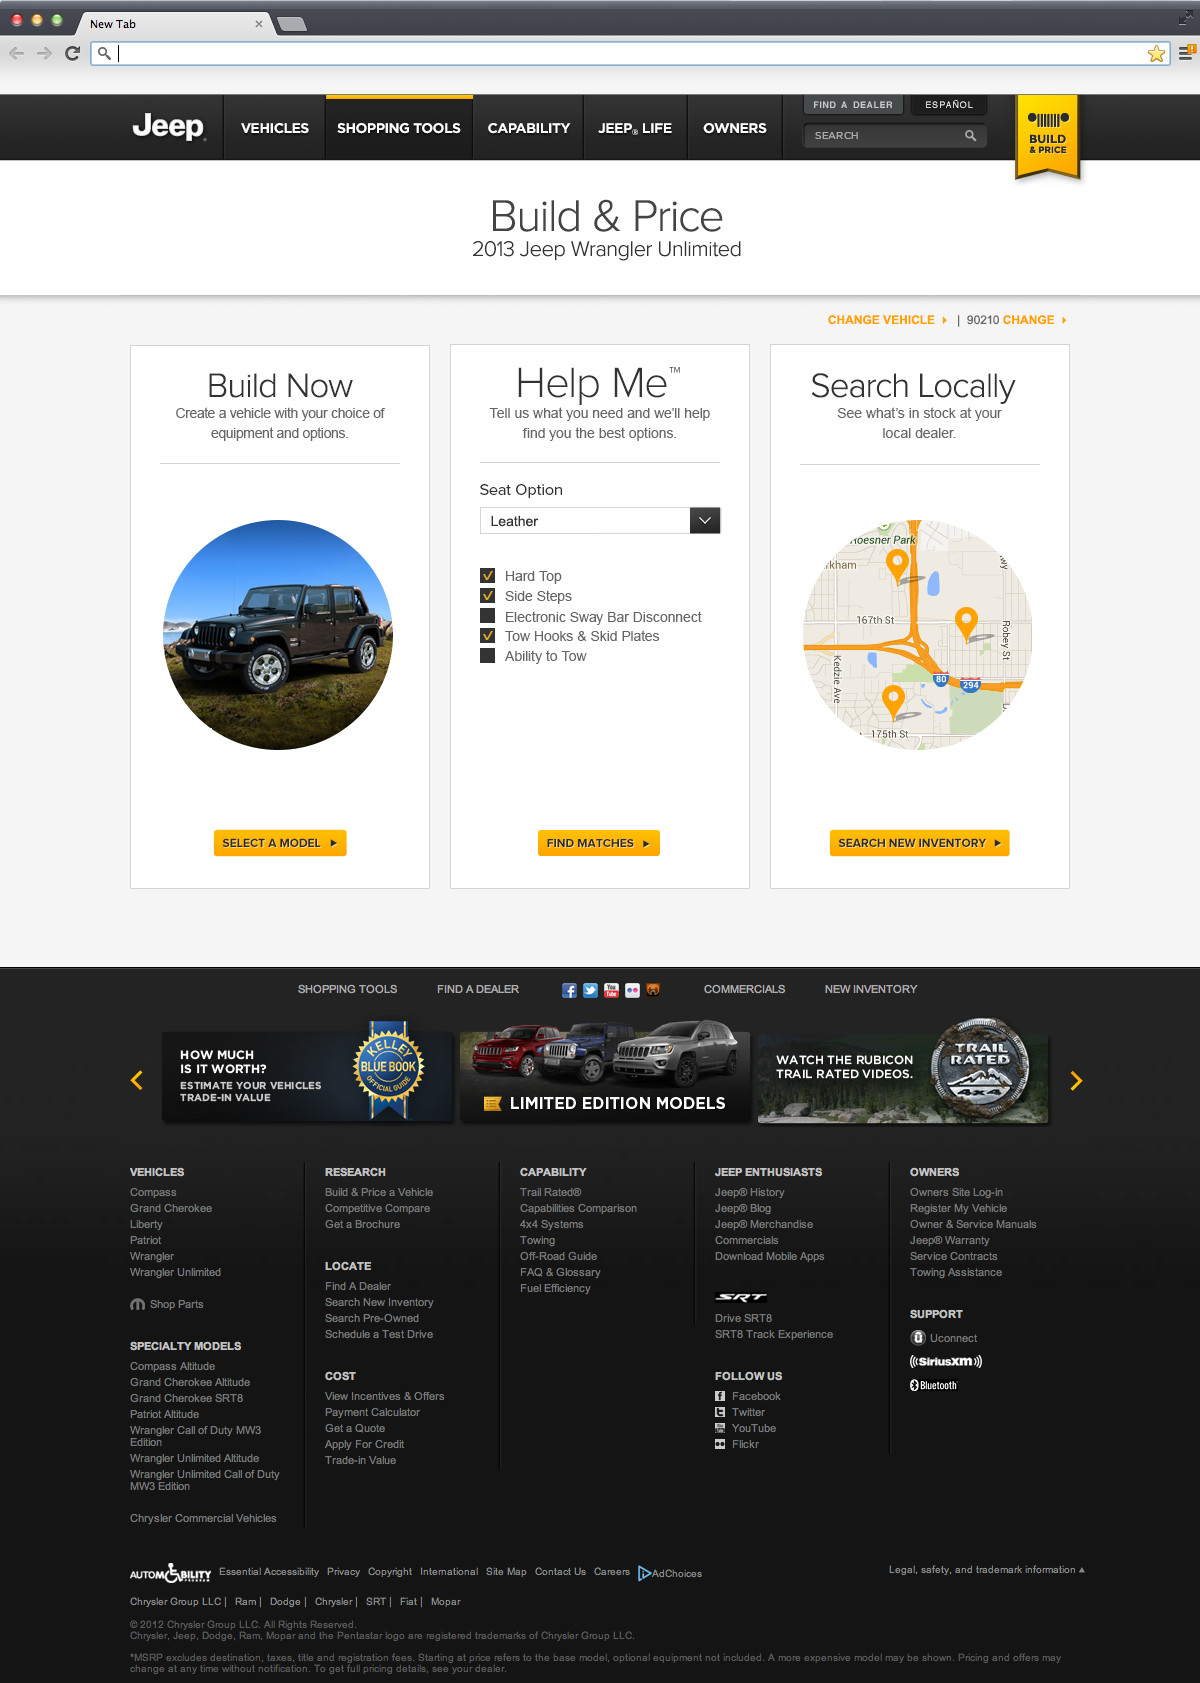 New Tab
Jeep
VEHICLES
SHOPPING TOOLS
CAPABILITY
JEEP® LIFE
OWNERS
FIND A DEALER
ESPAÑOL
SEARCH
BUILD
& PRICE
Build & Price
2013 Jeep Wrangler Unlimited
CHANGE VEHICLE | 90210 CHANGE
Build Now
Create a vehicle with your choice of
equipment and options.
SELECT A MODEL
Help Me™
Tell us what you need and we'll help
find you the best options.
Seat Option
Leather
Hard Top
Side Steps
Electronic Sway Bar Disconnect
Tow Hooks & Skid Plates
Ability to Tow
FIND MATCHES
Search Locally
See what's in stock at your
local dealer.
Hoesner Park
rkham
167th St
Robey St
Kedzie Ave
80
294
175th St
SEARCH NEW INVENTORY
SHOPPING TOOLS
FIND A DEALER
COMMERCIALS
NEW INVENTORY
HOW MUCH
IS IT WORTH?
ESTIMATE YOUR VEHICLES
TRADE-IN VALUE
KELLEY
BLUE BOOK
OFFICIAL GUIDE
LIMITED EDITION MODELS
WATCH THE RUBICON
TRAIL RATED VIDEOS.
TRAIL
RATED
4x4
VEHICLES
Compass
Grand Cherokee
Liberty
Patriot
Wrangler
Wrangler Unlimited
Shop Parts
SPECIALTY MODELS
Compass Altitude
Grand Cherokee Altitude
Grand Cherokee SRT8
Patriot Altitude
Wrangler Call of Duty MW3
Edition
Wrangler Unlimited Altitude
Wrangler Unlimited Call of Duty
MW3 Edition
Chrysler Commercial Vehicles
RESEARCH
Build & Price a Vehicle
Competitive Compare
Get a Brochure
LOCATE
Find A Dealer
Search New Inventory
Search Pre-Owned
Schedule a Test Drive
COST
View Incentives & Offers
Payment Calculator
Get a Quote
Apply For Credit
Trade-in Value
CAPABILITY
Trail Rated®
Capabilities Comparison
4x4 Systems
Towing
Off-Road Guide
FAQ & Glossary
Fuel Efficiency
JEEP ENTHUSIASTS
Jeep® History
Jeep® Blog
Jeep® Merchandise
Commercials
Download Mobile Apps
SRT
Drive SRT8
SRT8 Track Experience
FOLLOW US
Facebook
Twitter
YouTube
Flickr
OWNERS
Owners Site Log-in
Register My Vehicle
Owner & Service Manuals
Jeep® Warranty
Service Contracts
Towing Assistance
SUPPORT
Uconnect
SiriusXM
Bluetooth
AUTOMOBILITY Essential Accessibility Privacy Copyright International Site Map Contact Us Careers AdChoices
Legal, safety, and trademark information
Chrysler Group LLC | Ram | Dodge | Chrysler | SRT | Fiat | Mopar
© 2012 Chrysler Group LLC. All Rights Reserved.
Chrysler, Jeep, Dodge, Ram, Mopar and the Pentastar logo are registered trademarks of Chrysler Group LLC.
*MSRP excludes destination, taxes, title and registration fees. Starting at price refers to the base model, optional equipment not included. A more expensive model may be shown. Pricing and offers may
change at any time without notification. To get full pricing details, see your dealer.